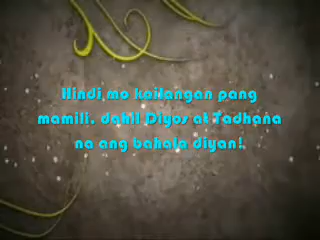 Hindi mo kailangan pang
mamili, dahil Diyos at Tadhana
na ang bahala diyan!